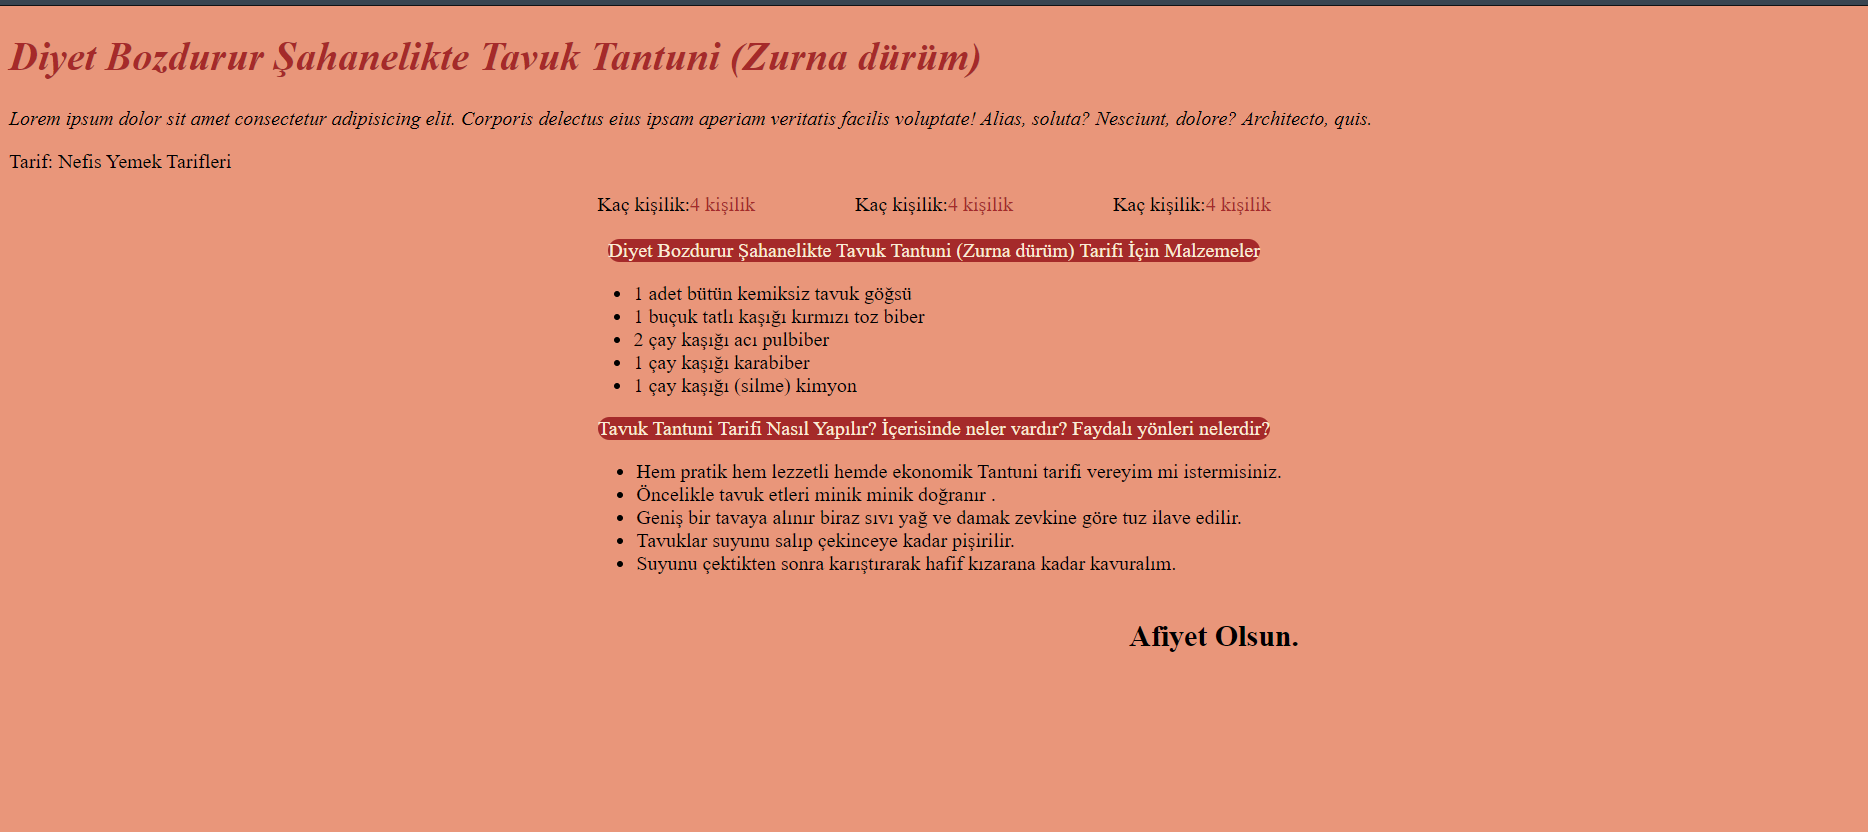 Diyet Bozdurur Şahanelikte Tavuk Tantuni (Zurna dürüm)
Lorem ipsum dolor sit amet consectetur adipisicing elit. Corporis delectus eius ipsam aperiam veritatis facilis voluptate! Alias, soluta? Nesciunt, dolore? Architecto, quis.
Tarif: Nefis Yemek Tarifleri
Kaç kişilik:4 kişilik Kaç kişilik:4 kişilik Kaç kişilik:4 kişilik
Diyet Bozdurur Şahanelikte Tavuk Tantuni (Zurna dürüm) Tarifi İçin Malzemeler
• 1 adet bütün kemiksiz tavuk göğsü
• 1 buçuk tatlı kaşığı kırmızı toz biber
• 2 çay kaşığı acı pulbiber
• 1 çay kaşığı karabiber
• 1 çay kaşığı (silme) kimyon
Tavuk Tantuni Tarifi Nasıl Yapılır? İçerisinde neler vardır? Faydalı yönleri nelerdir?
• Hem pratik hem lezzetli hemde ekonomik Tantuni tarifi vereyim mi istermisiniz.
• Öncelikle tavuk etleri minik minik doğranır .
• Geniş bir tavaya alınır biraz sıvı yağ ve damak zevkine göre tuz ilave edilir.
• Tavuklar suyunu salıp çekinceye kadar pişirilir.
• Suyunu çektikten sonra karıştırarak hafif kızarana kadar kavuralım.
Afiyet Olsun.